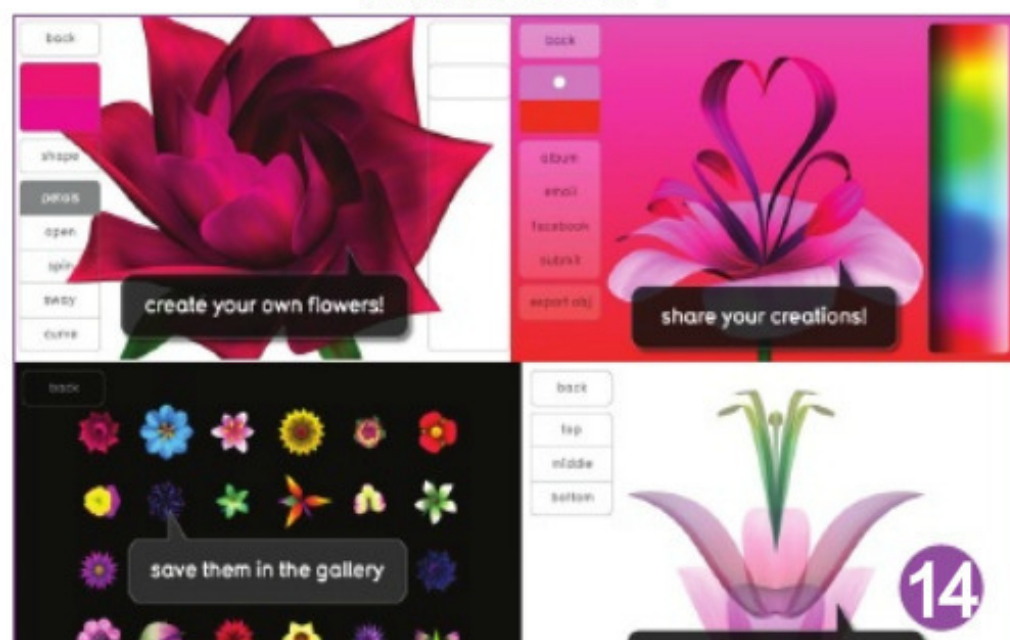 back
shape
petals
open
spin
sway
curve
create your own flowers!
back
album
email
facebook
submit
export obj
share your creations!
back
save them in the gallery
back
top
middle
bottom
14